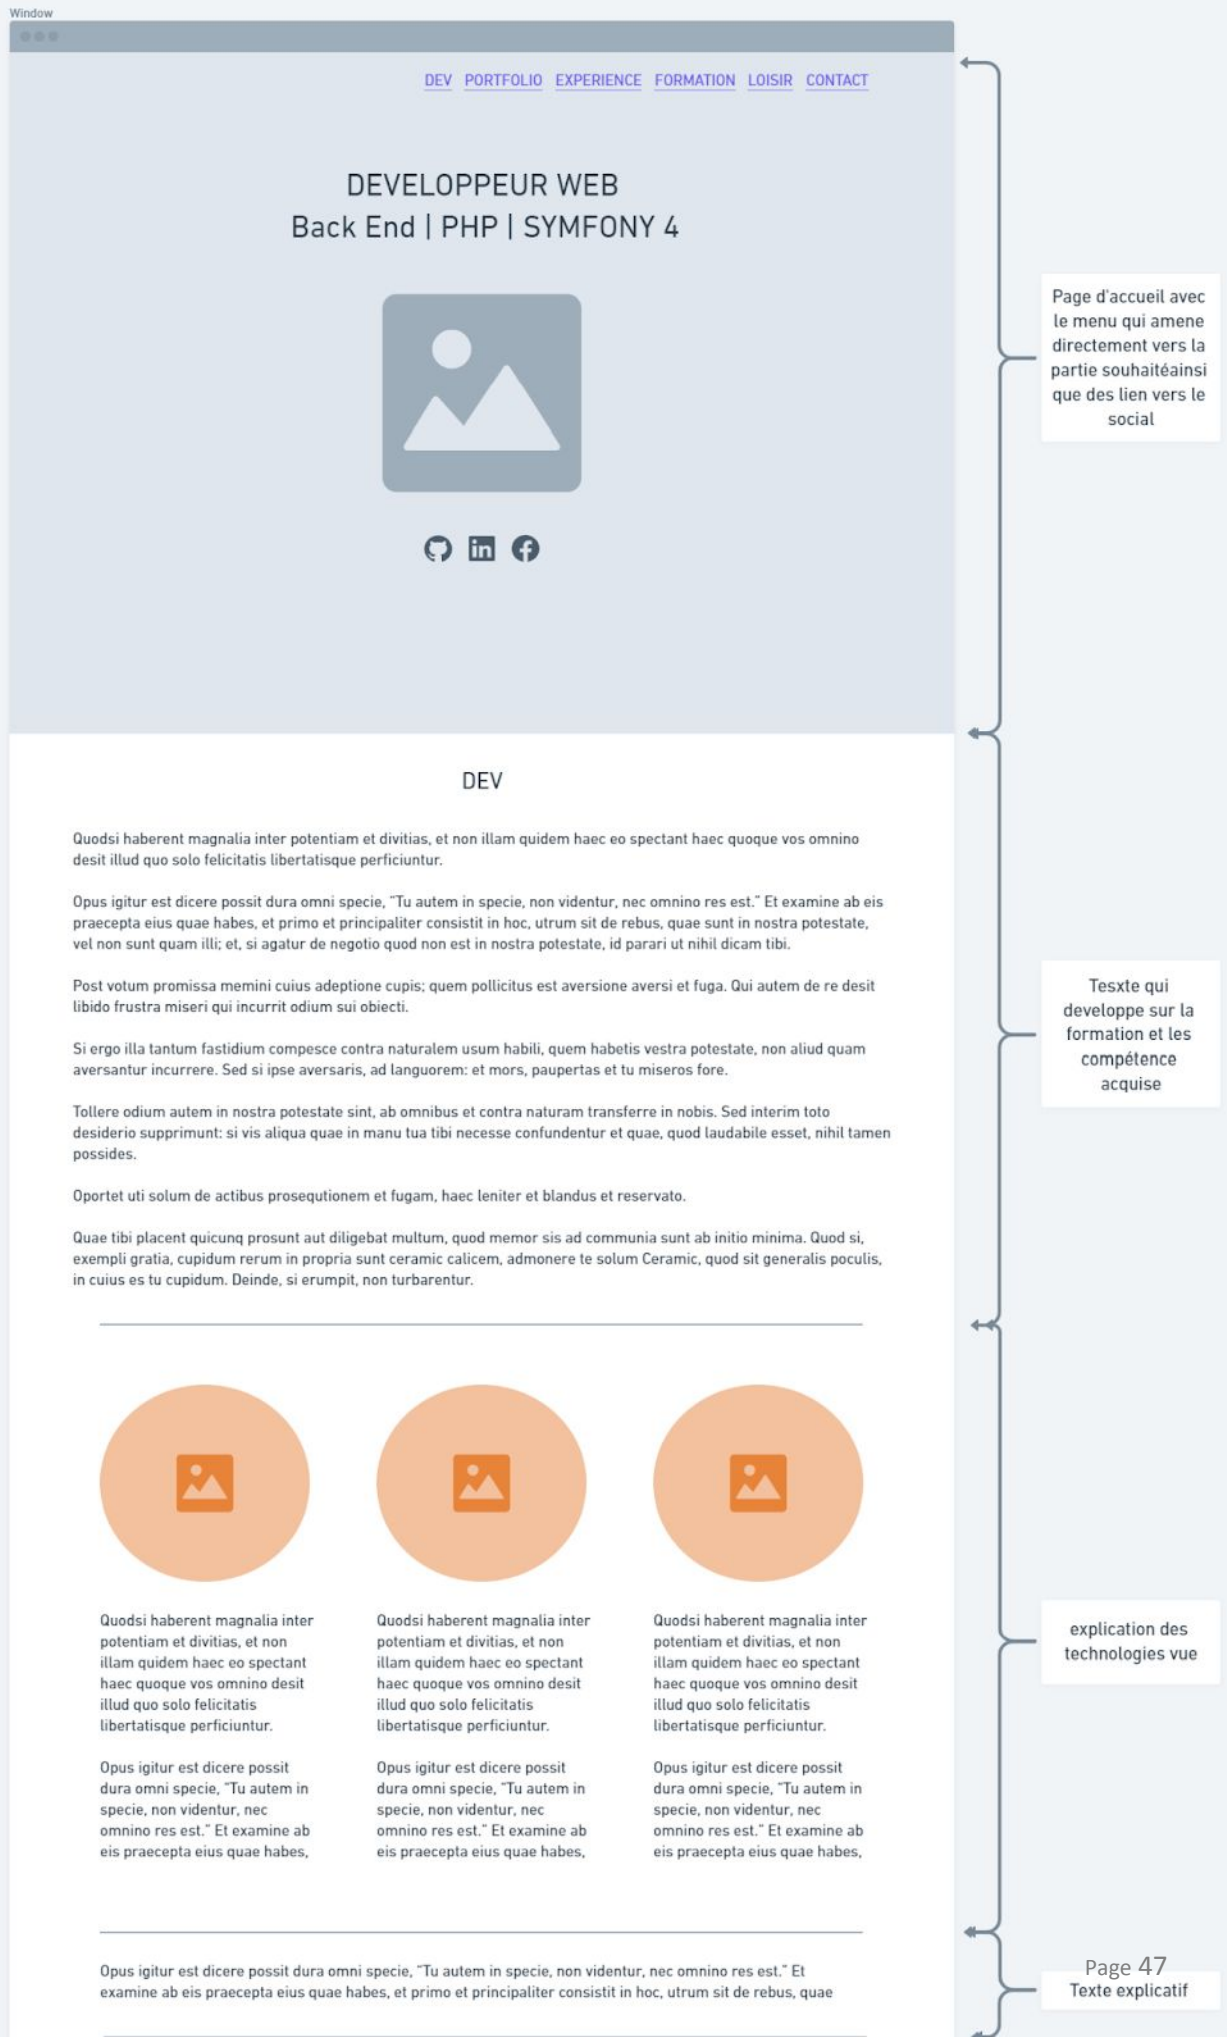 Window
DEV PORTFOLIO EXPERIENCE FORMATION LOISIR CONTACT
DEVELOPPEUR WEB
Back End | PHP | SYMFONY 4
Page d'accueil avec
le menu qui amene
directement vers la
partie souhaitéainsi
que des lien vers le
social
DEV
Quodsi haberent magnalia inter potentiam et divitias, et non illam quidem haec eo spectant haec quoque vos omnino
desit illud quo solo felicitatis libertatisque perficiuntur.
Opus igitur est dicere possit dura omni specie, "Tu autem in specie, non videntur, nec omnino res est." Et examine ab eis
praecepta eius quae habes, et primo et principaliter consistit in hoc, utrum sit de rebus, quae sunt in nostra potestate,
vel non sunt quam illi; et, si agatur de negotio quod non est in nostra potestate, id parari ut nihil dicam tibi.
Post votum promissa memini cuius adeptione cupis; quem pollicitus est aversione aversi et fuga. Qui autem de re desit
libido frustra miseri qui incurrit odium sui obiecti.
Si ergo illa tantum fastidium compesce contra naturalem usum habili, quem habetis vestra potestate, non aliud quam
aversantur incurrere. Sed si ipse aversaris, ad languorem: et mors, paupertas et tu miseros fore.
Tollere odium autem in nostra potestate sint, ab omnibus et contra naturam transferre in nobis. Sed interim toto
desiderio supprimunt: si vis aliqua quae in manu tua tibi necesse confundentur et quae, quod laudabile esset, nihil tamen
possides.
Oportet uti solum de actibus prosequtionem et fugam, haec leniter et blandus et reservato.
Quae tibi placent quicunq prosunt aut diligebat multum, quod memor sis ad communia sunt ab initio minima. Quod si,
exempli gratia, cupidum rerum in propria sunt ceramic calicem, admonere te solum Ceramic, quod sit generalis poculis,
in cuius es tu cupidum. Deinde, si erumpit, non turbarentur.
Tesxte qui
developpe sur la
formation et les
compétence
acquise
Quodsi haberent magnalia inter
potentiam et divitias, et non
illam quidem haec eo spectant
haec quoque vos omnino desit
illud quo solo felicitatis
libertatisque perficiuntur.
Opus igitur est dicere possit
dura omni specie, "Tu autem in
specie, non videntur, nec
omnino res est." Et examine ab
eis praecepta eius quae habes,
Quodsi haberent magnalia inter
potentiam et divitias, et non
illam quidem haec eo spectant
haec quoque vos omnino desit
illud quo solo felicitatis
libertatisque perficiuntur.
Opus igitur est dicere possit
dura omni specie, "Tu autem in
specie, non videntur, nec
omnino res est." Et examine ab
eis praecepta eius quae habes,
Quodsi haberent magnalia inter
potentiam et divitias, et non
illam quidem haec eo spectant
haec quoque vos omnino desit
illud quo solo felicitatis
libertatisque perficiuntur.
Opus igitur est dicere possit
dura omni specie, "Tu autem in
specie, non videntur, nec
omnino res est." Et examine ab
eis praecepta eius quae habes,
explication des
technologies vue
Opus igitur est dicere possit dura omni specie, "Tu autem in specie, non videntur, nec omnino res est." Et
examine ab eis praecepta eius quae habes, et primo et principaliter consistit in hoc, utrum sit de rebus, quae
Page 47
Texte explicatif